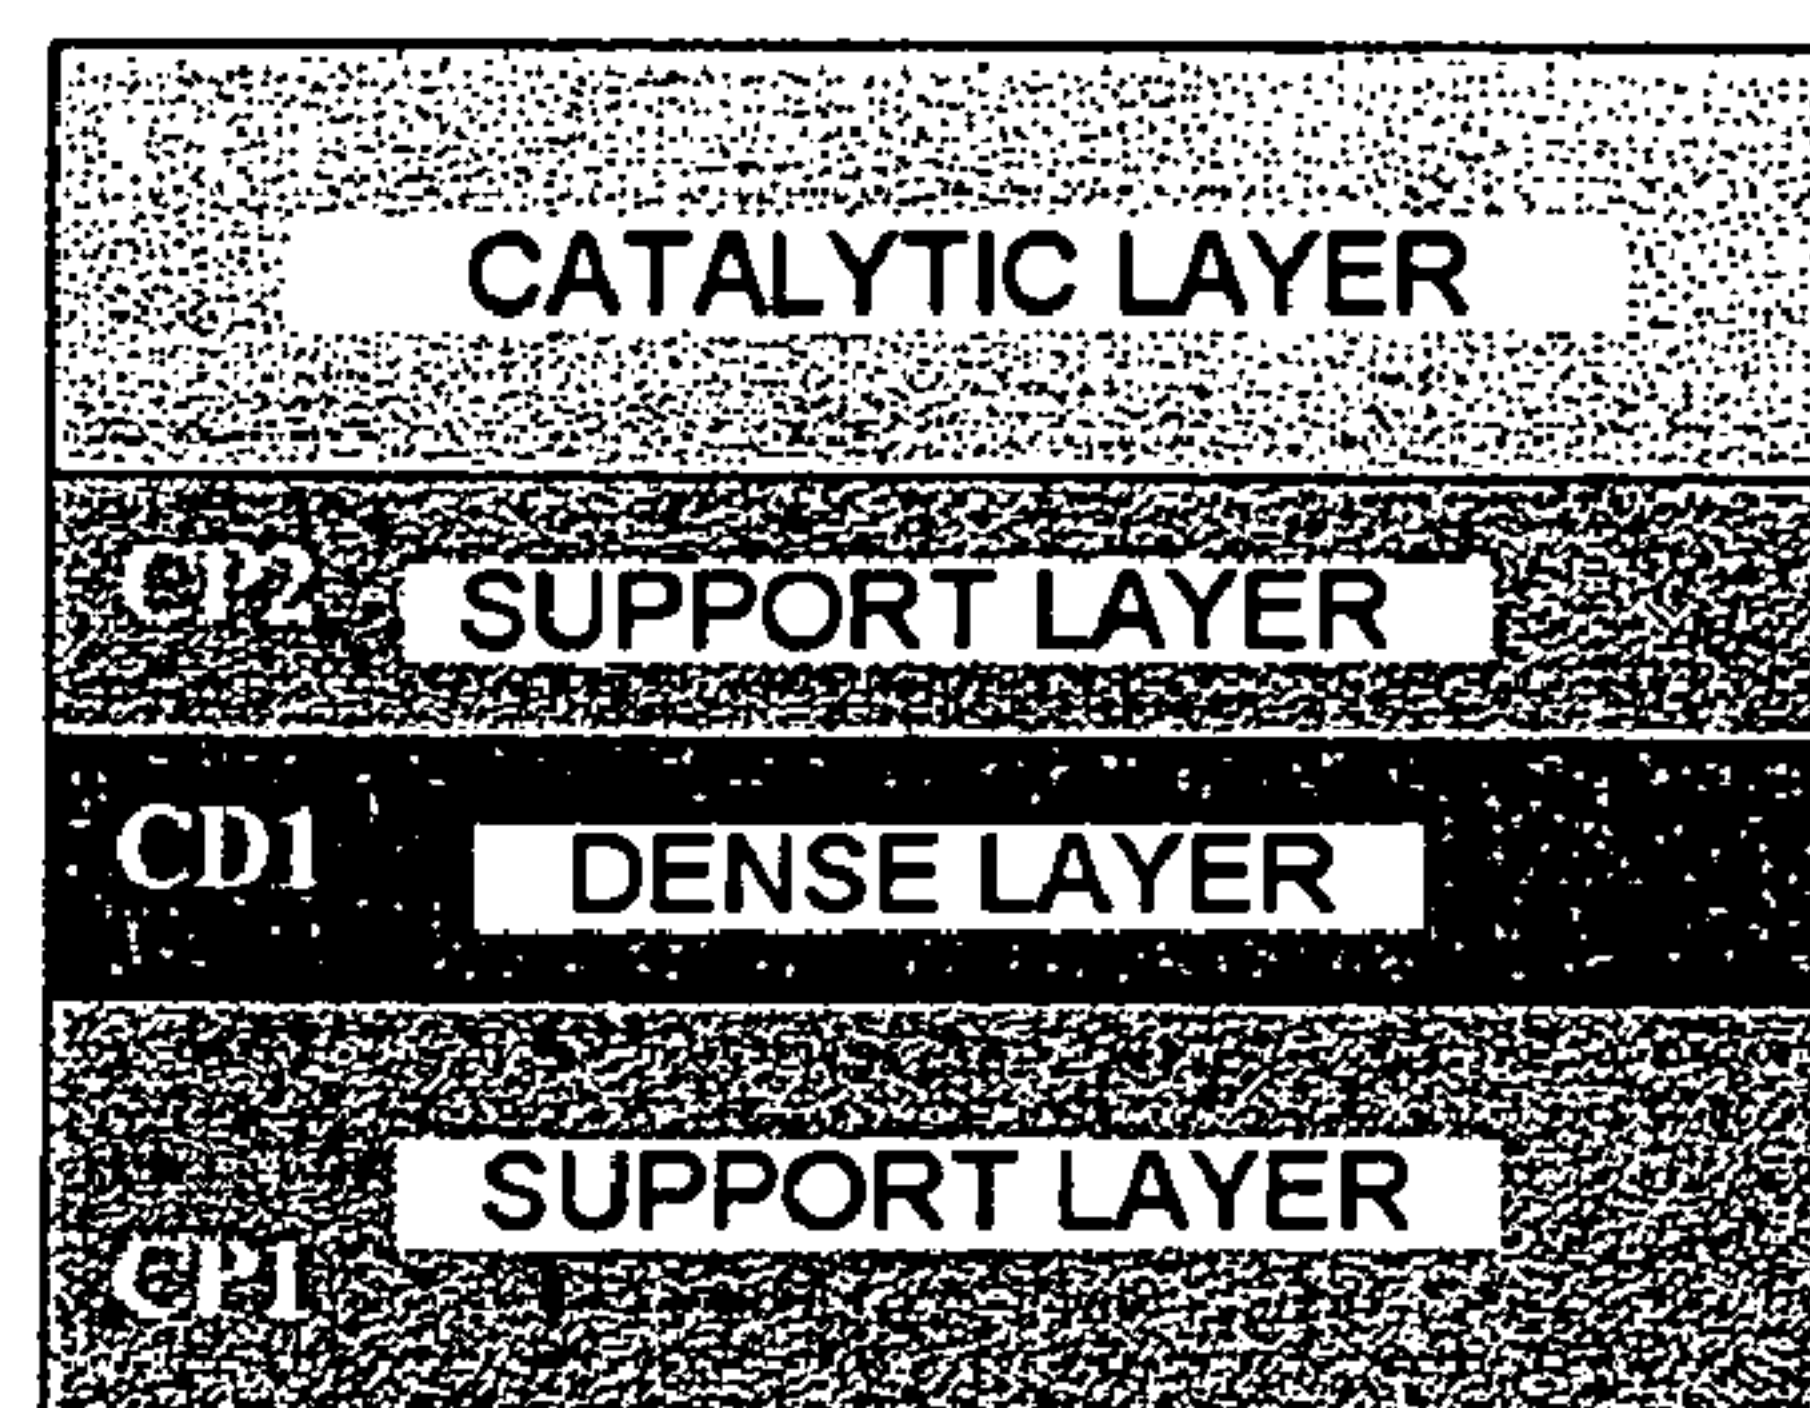 CATALYTIC LAYER
CP2 SUPPORT LAYER
CD1 DENSE LAYER
SUPPORT LAYER
CP1